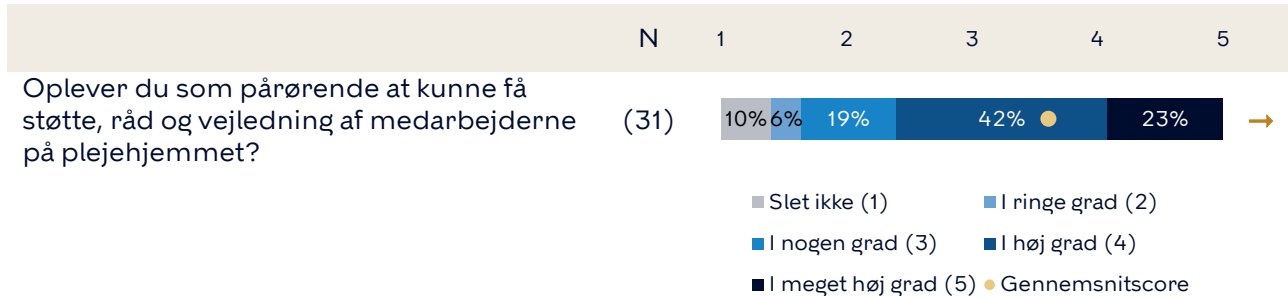 N 1 2 3 4 5
Oplever du som pårørende at kunne få
støtte, råd og vejledning af medarbejderne
på plejehjemmet?
(31)
10% 6% 19% 42% 23%
Slet ikke (1) I ringe grad (2)
I nogen grad (3) I høj grad (4)
I meget høj grad (5) Gennemsnitscore